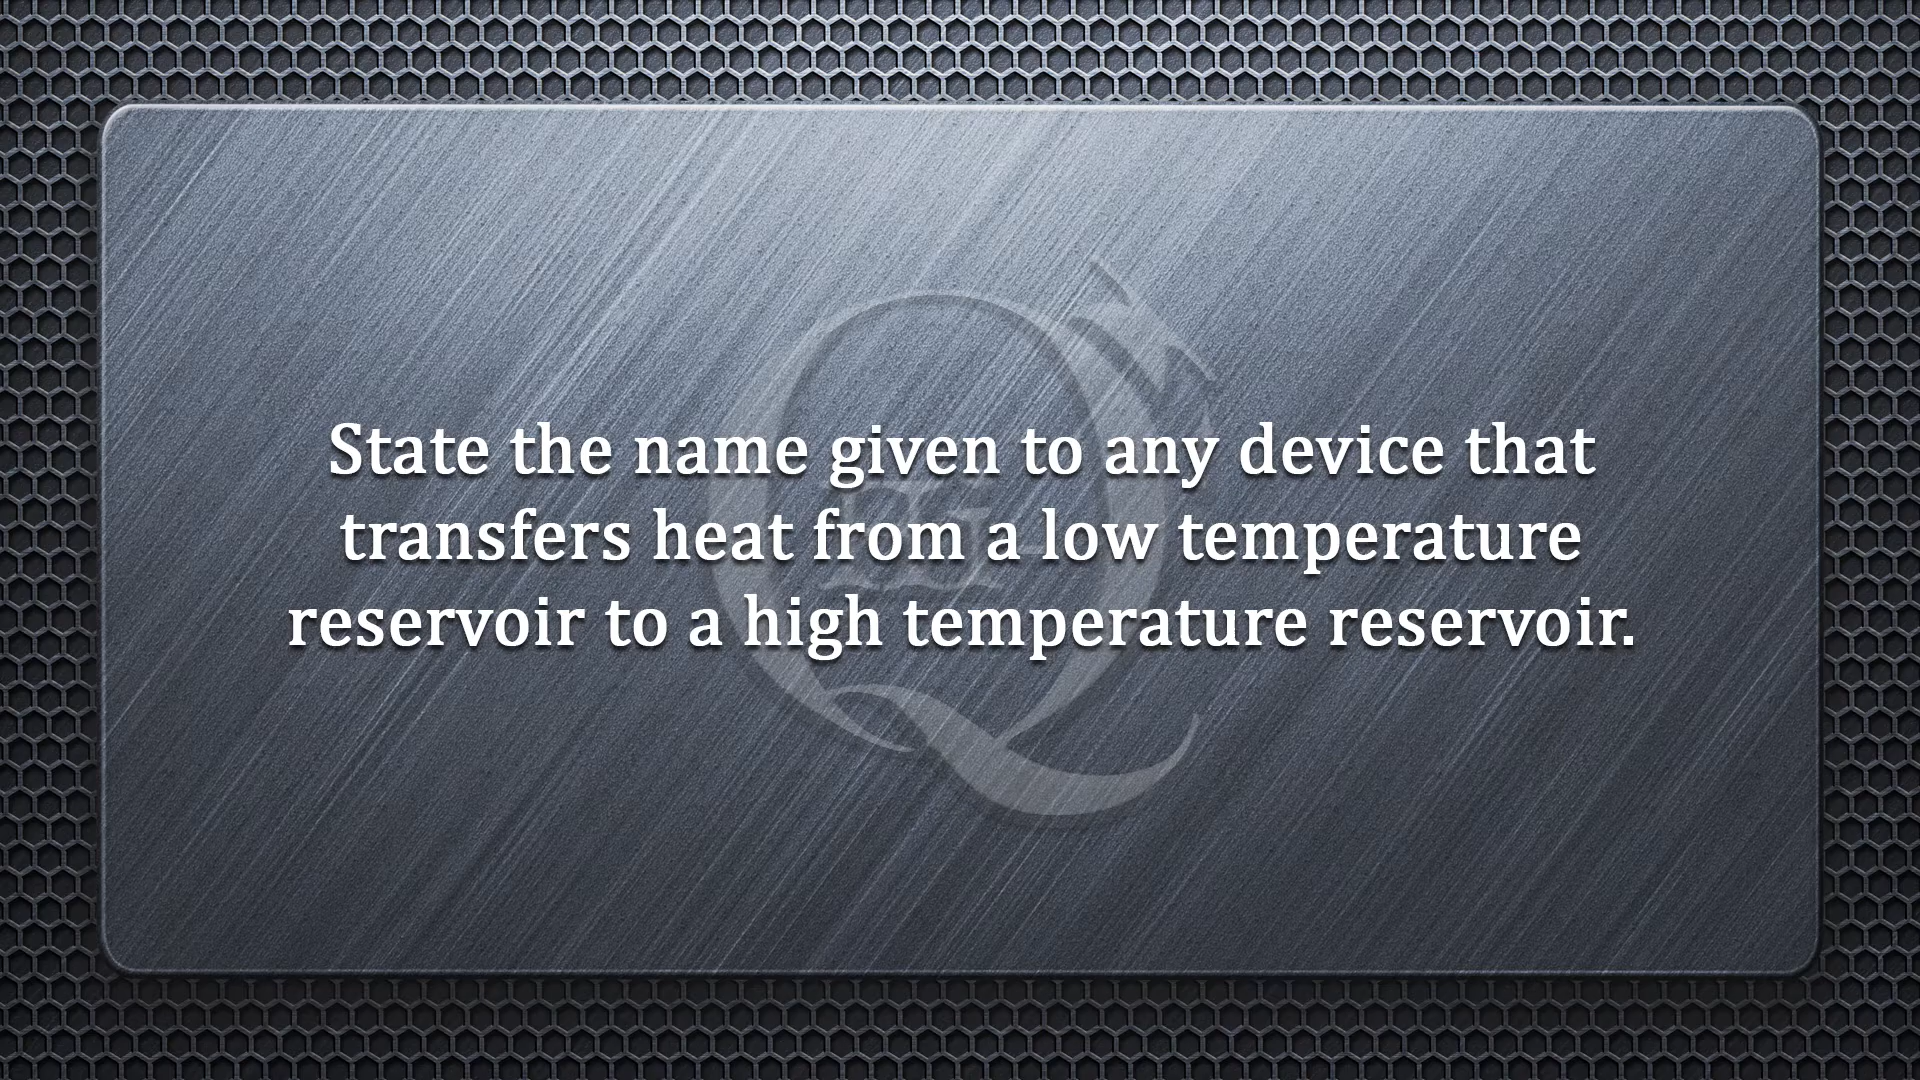 State the name given to any device that
transfers heat from a low temperature
reservoir to a high temperature reservoir.